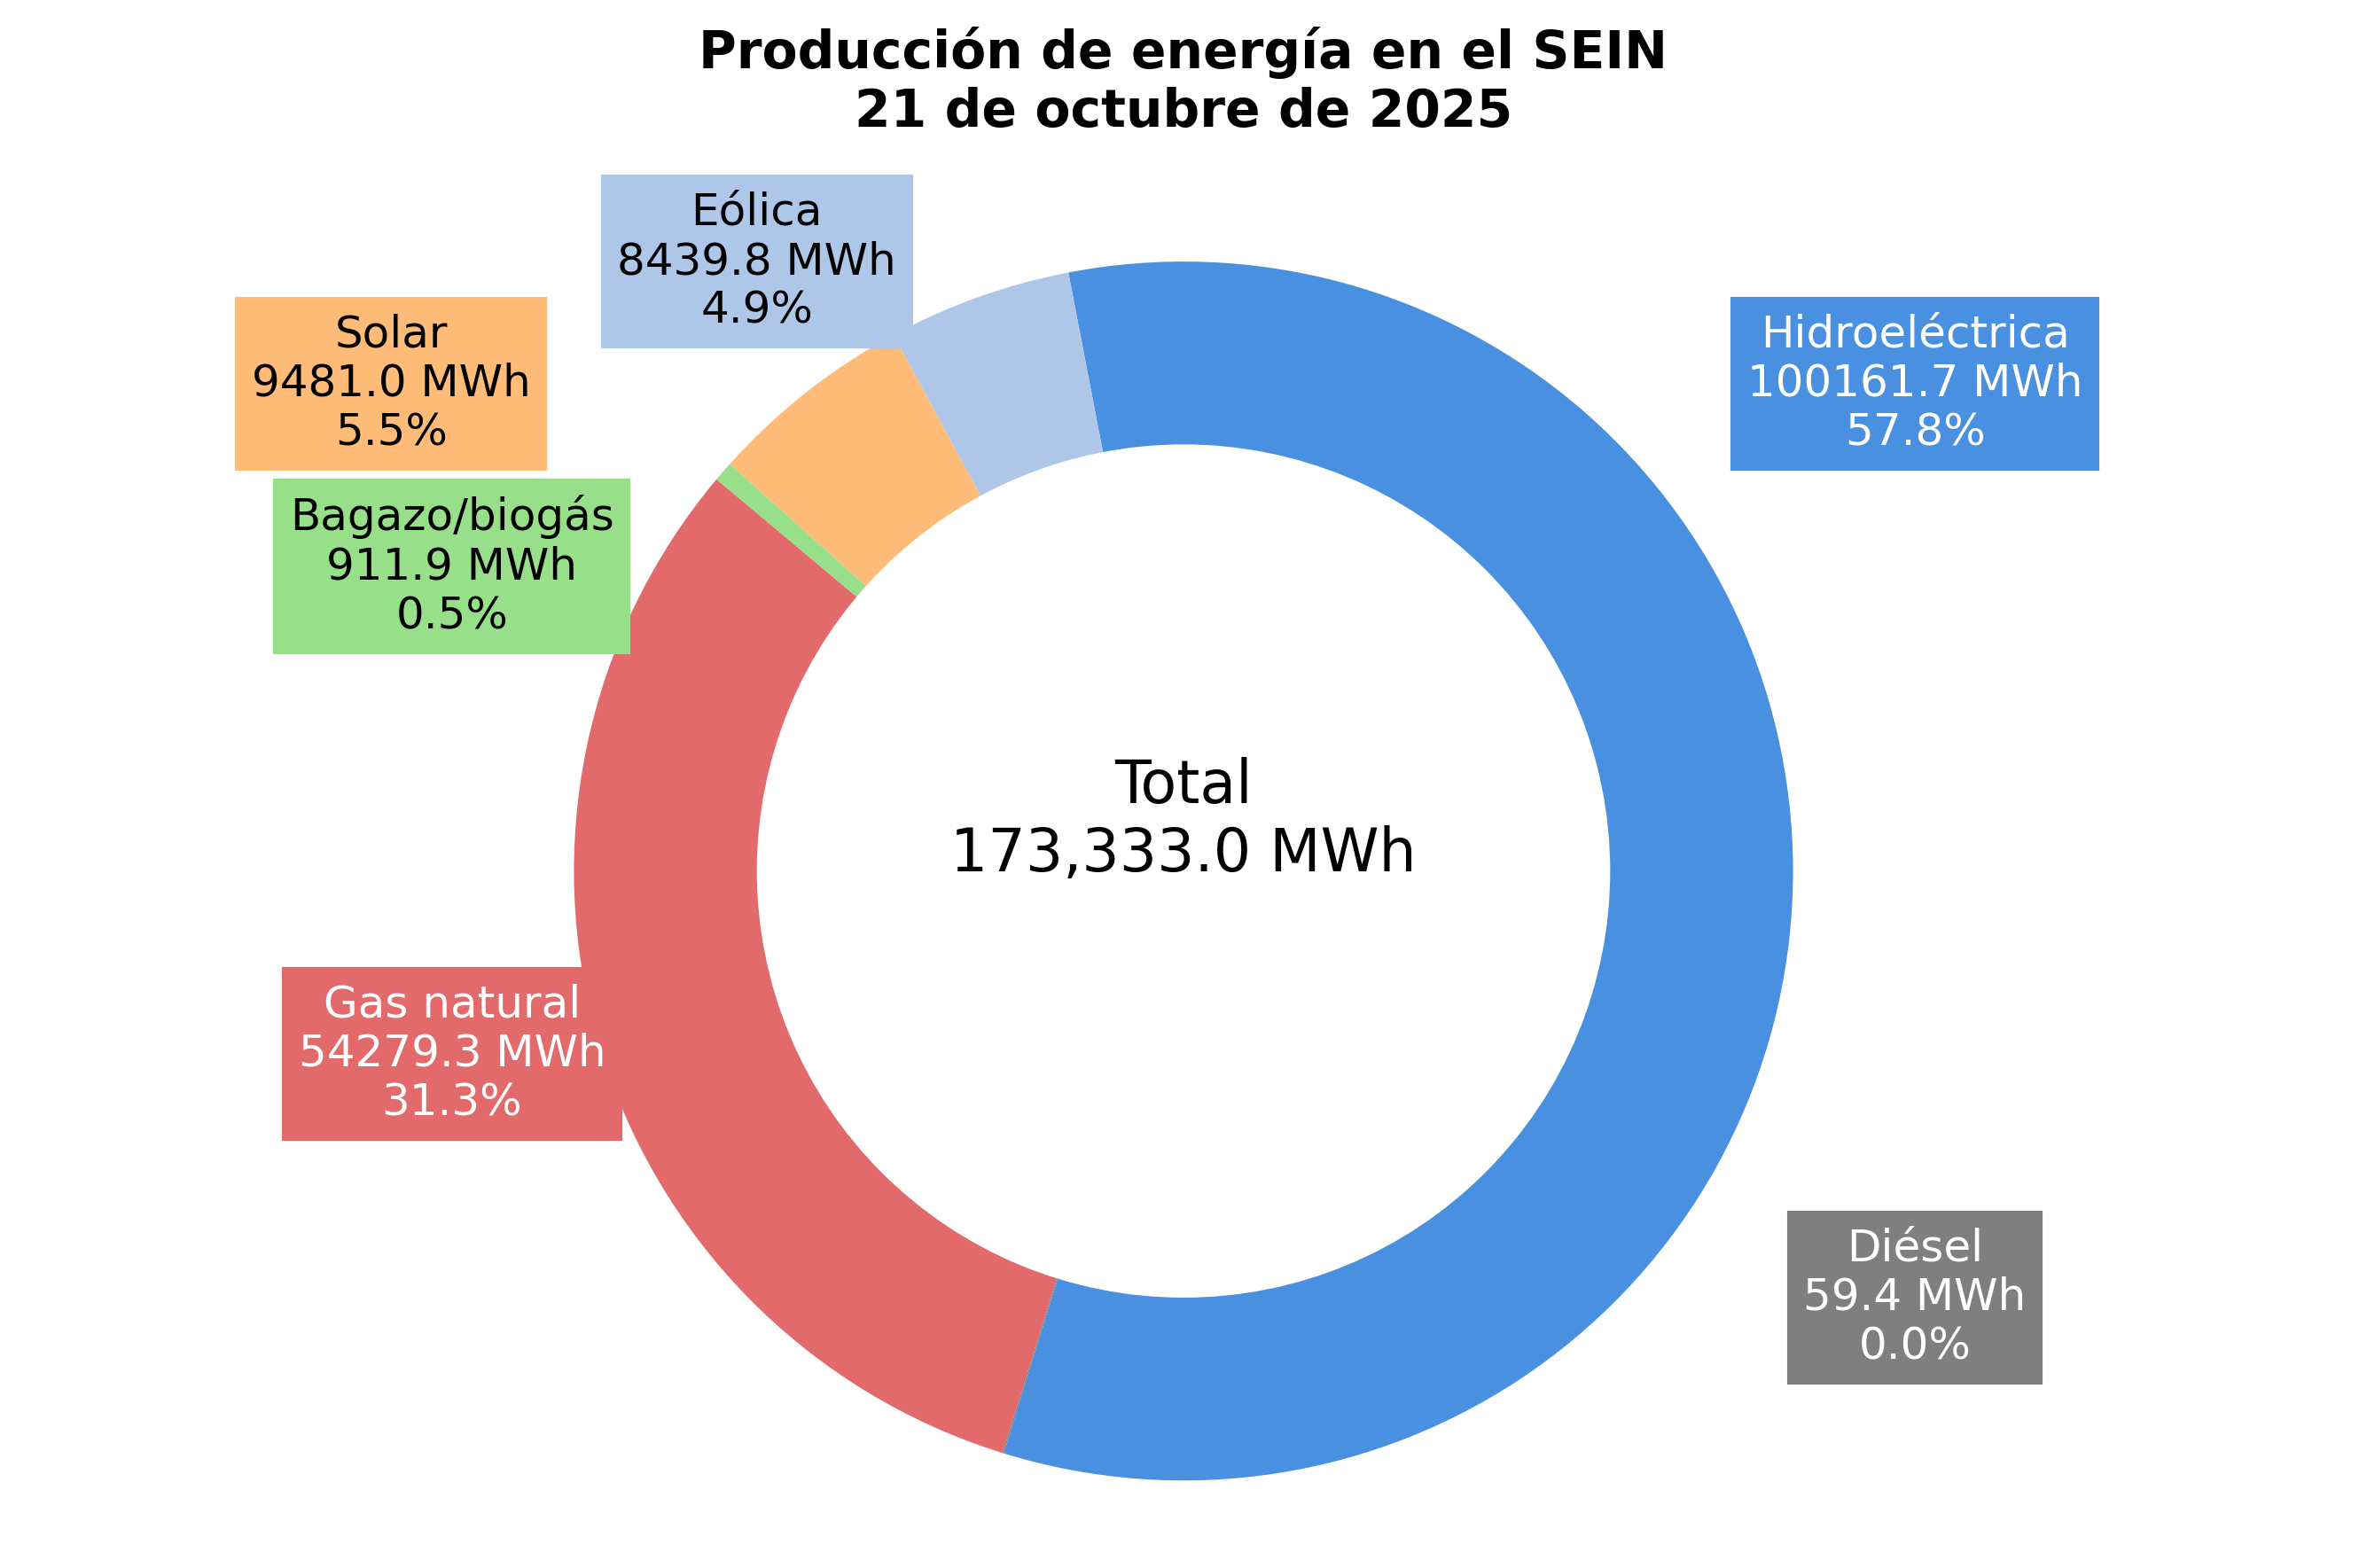 Producción de energía en el SEIN
21 de octubre de 2025
Eólica
8439.8 MWh
4.9%
Solar
9481.0 MWh
5.5%
Hidroeléctrica
100161.7 MWh
57.8%
Bagazo/biogás
911.9 MWh
0.5%
Total
173,333.0 MWh
Gas natural
54279.3 MWh
31.3%
Diésel
59.4 MWh
0.0%